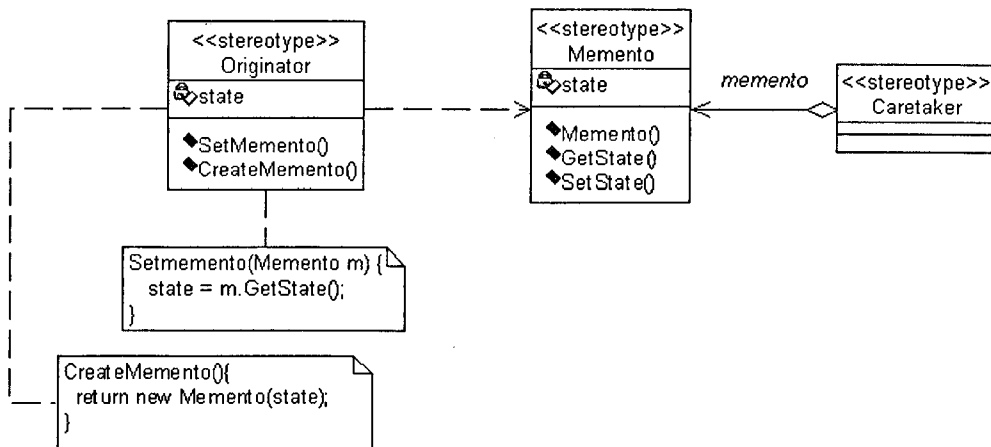 <<stereotype>>
Originator
state
SetMemento()
CreateMemento()
<<stereotype>>
Memento
state
Memento()
GetState()
SetState()
memento
<<stereotype>>
Caretaker
Setmemento(Memento m) {
state = m.GetState();
}
CreateMemento(){
return new Memento(state);
}